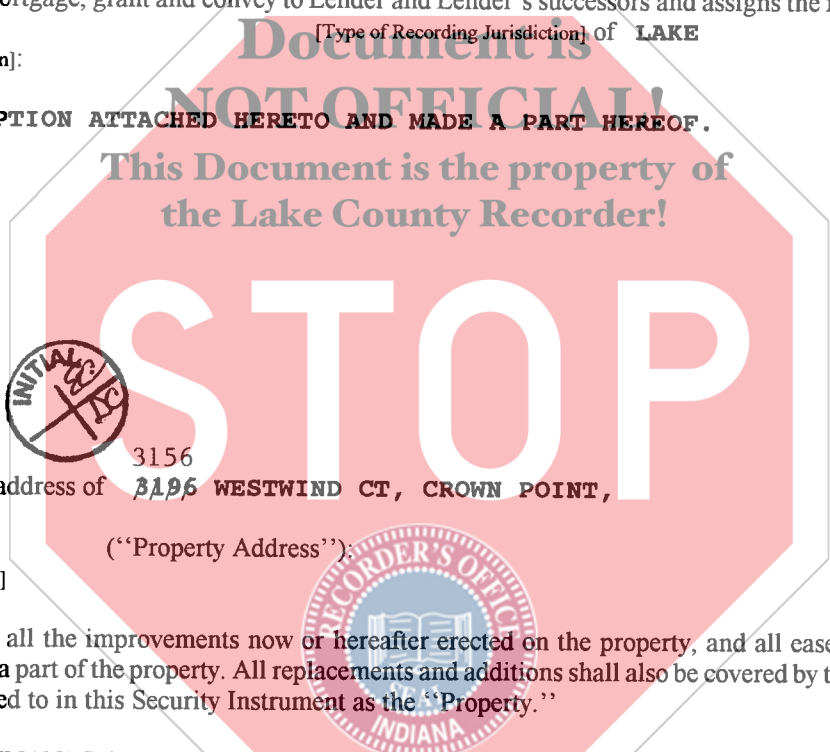 rtgage, grant and convey to Lender and Lender's successors and assigns the
Document is
[Type of Recording Jurisdiction] of LAKE
n]:
NOT OFFICIAL!
PTION ATTACHED HERETO AND MADE A PART HEREOF.
This Document is the property of
the Lake County Recorder!
STOP
INITIAL
3156
address of 3196 WESTWIND CT, CROWN POINT,
(“Property Address”);
]
RECORDER'S OFFICE
all the improvements now or hereafter erected on the property, and all ease
a part of the property. All replacements and additions shall also be covered by t
ed to in this Security Instrument as the “Property.”
SEAL
INDIANA